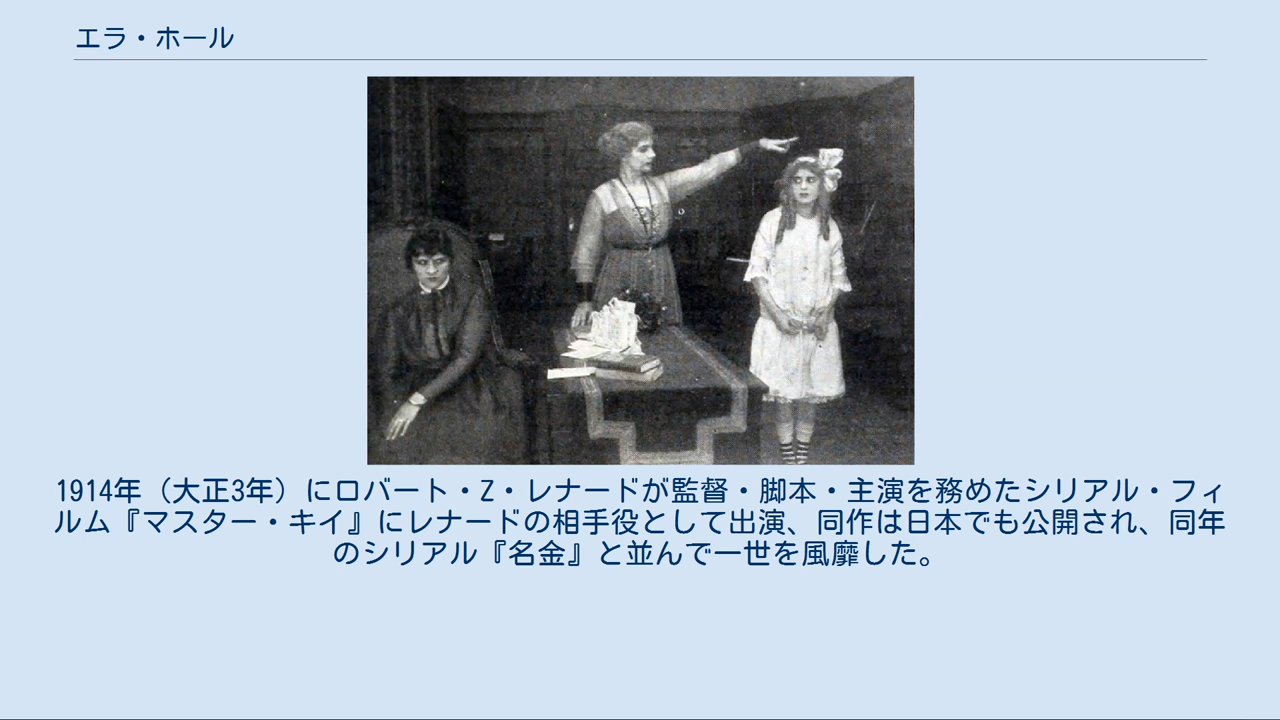 エラ・ホール
1914年（大正3年）にロバート・Z・レナードが監督・脚本・主演を務めたシリアル・フィ
ルム『マスター・キイ』にレナードの相手役として出演、同作は日本でも公開され、同年
のシリアル『名金』と並んで一世を風靡した。